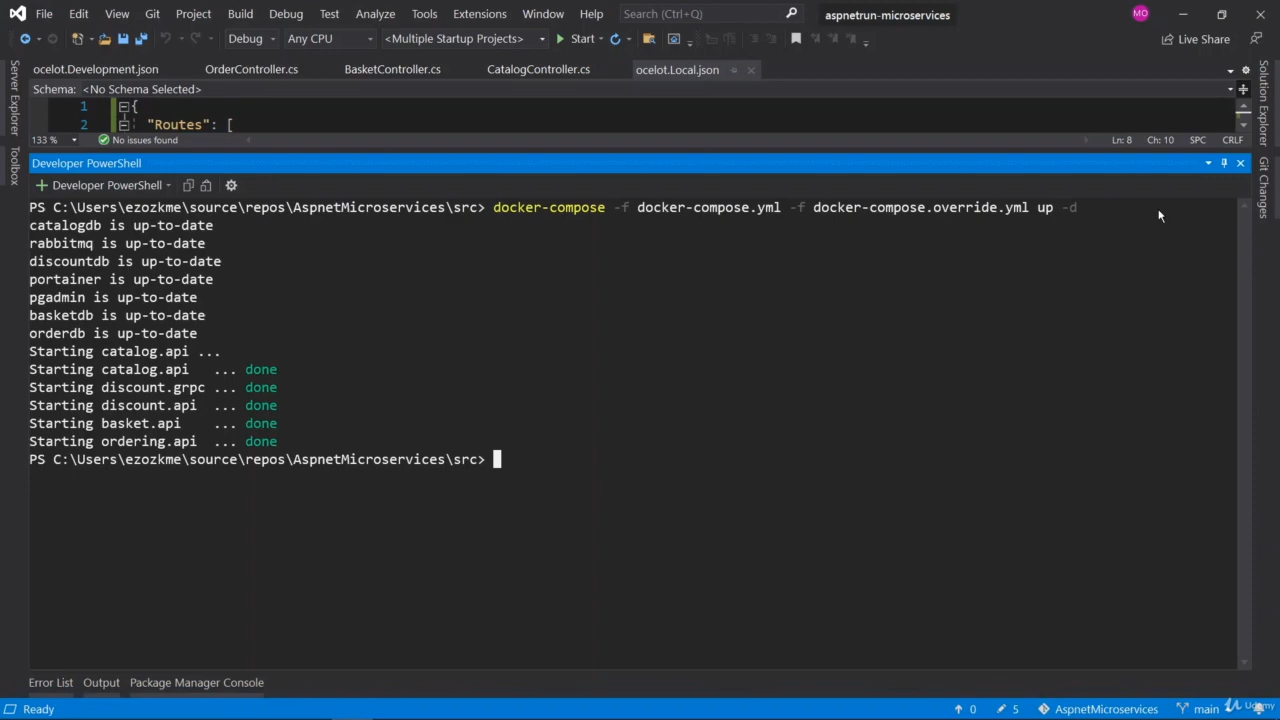 File Edit View Git Project Build Debug Test Analyze Tools Extensions Window Help Search (Ctrl+Q) aspnetrun-microservices MO
Debug Any CPU <Multiple Startup Projects> Start Live Share
ocelot.Development.json OrderController.cs BasketController.cs CatalogController.cs ocelot.Local.json
Schema: <No Schema Selected>
1 {
2 "Routes": [
133 % No issues found Ln: 8 Ch: 10 SPC CRLF
Server Explorer
Toolbox
Solution Explorer
Git Changes
Developer PowerShell
Developer PowerShell
PS C:\Users\ezozkme\source\repos\AspnetMicroservices\src> docker-compose -f docker-compose.yml -f docker-compose.override.yml up -d
catalogdb is up-to-date
rabbitmq is up-to-date
discountdb is up-to-date
portainer is up-to-date
pgadmin is up-to-date
basketdb is up-to-date
orderdb is up-to-date
Starting catalog.api ...
Starting catalog.api ... done
Starting discount.grpc ... done
Starting discount.api ... done
Starting basket.api ... done
Starting ordering.api ... done
PS C:\Users\ezozkme\source\repos\AspnetMicroservices\src>
Error List Output Package Manager Console
Ready 0 5 AspnetMicroservices main Udemy